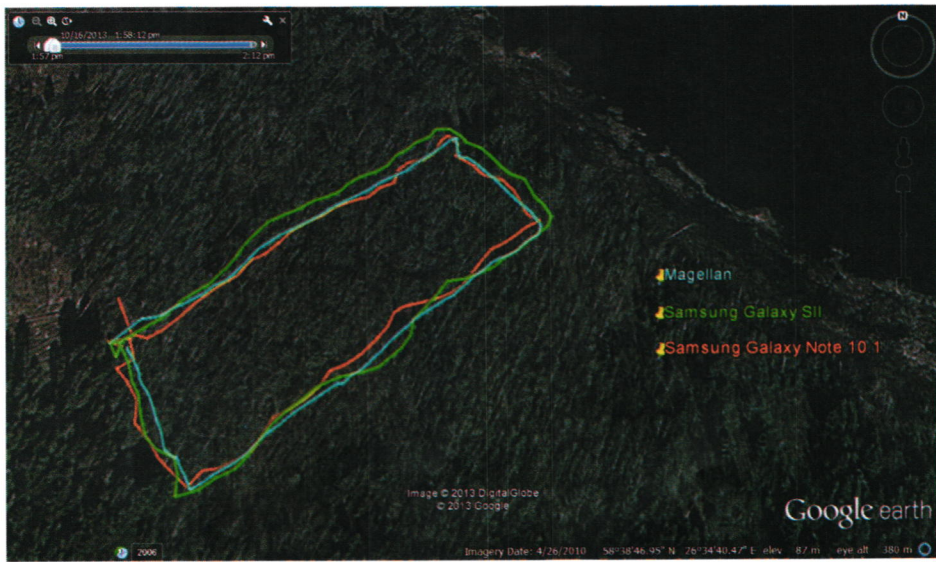 10/16/2013 1:58:12 pm
1:57 pm 2:12 pm
N
Magellan
Samsung Galaxy SII
Samsung Galaxy Note 10 1
Image © 2013 DigitalGlobe
© 2013 Google
Google earth
2006 Imagery Date: 4/26/2010 58°38'46.95" N 76°34'40.47" E elev 87 m eye alt 380 m